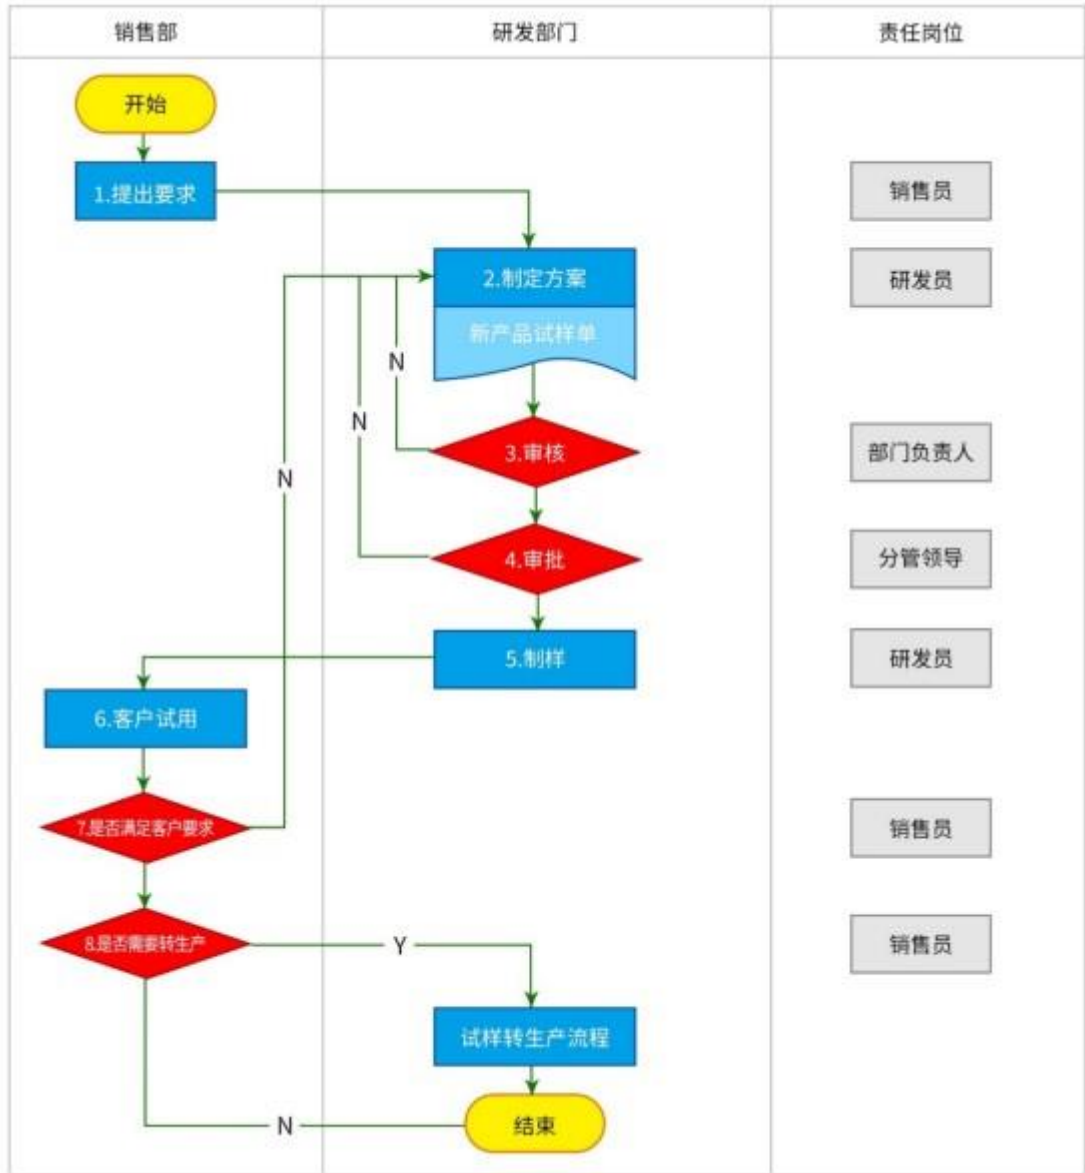 销售部
研发部门
责任岗位
开始
1.提出要求
销售员
2.制定方案
研发员
新产品试样单
N
N
3.审核
部门负责人
N
4.审批
分管领导
5.制样
研发员
6.客户试用
7.是否满足客户要求
销售员
8.是否需要转生产
Y
销售员
试样转生产流程
N
结束